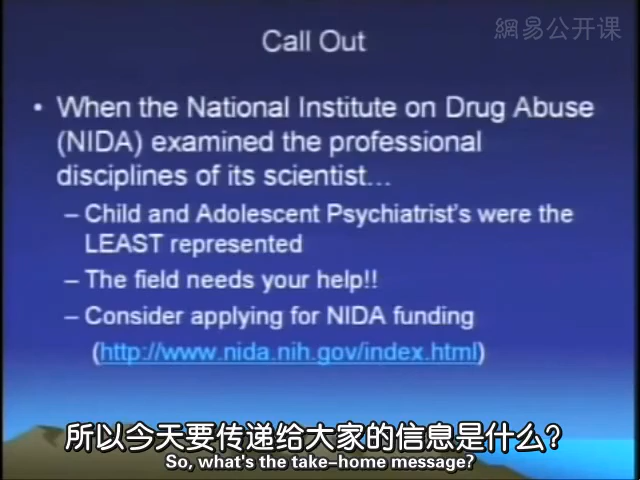 網易公开课
Call Out
• When the National Institute on Drug Abuse
(NIDA) examined the professional
disciplines of its scientist...
– Child and Adolescent Psychiatrist's were the
LEAST represented
– The field needs your help!!
– Consider applying for NIDA funding
(http://www.nida.nih.gov/index.html)
所以今天要传递给大家的信息是什么?
So, what's the take-home message?